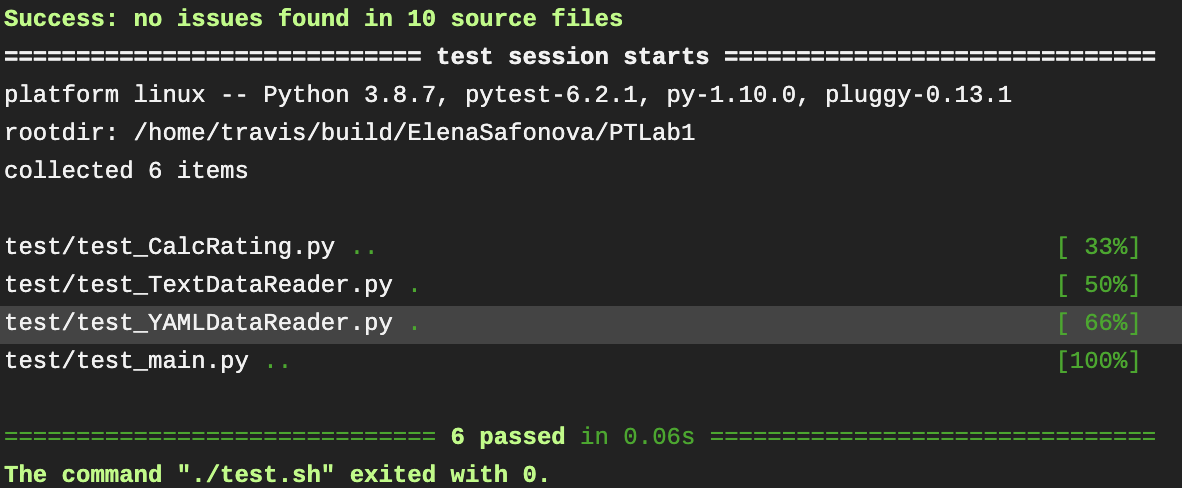 Success: no issues found in 10 source files
============================= test session starts ==============================
platform linux -- Python 3.8.7, pytest-6.2.1, py-1.10.0, pluggy-0.13.1
rootdir: /home/travis/build/ElenaSafonova/PTLab1
collected 6 items
test/test_CalcRating.py .. [ 33%]
test/test_TextDataReader.py . [ 50%]
test/test_YAMLDataReader.py . [ 66%]
test/test_main.py .. [100%]
============================== 6 passed in 0.06s ===============================
The command "./test.sh" exited with 0.